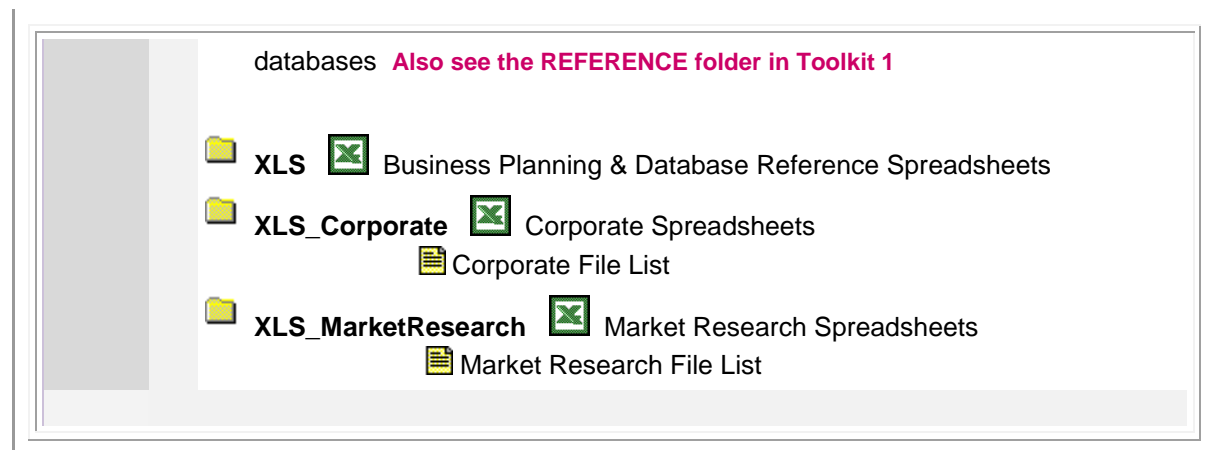 databases Also see the REFERENCE folder in Toolkit 1
XLS Business Planning & Database Reference Spreadsheets
XLS_Corporate Corporate Spreadsheets
Corporate File List
XLS_MarketResearch Market Research Spreadsheets
Market Research File List